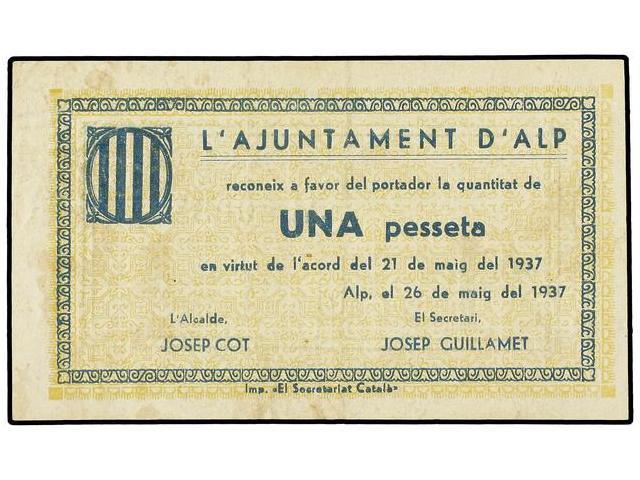 L'AJUNTAMENT D'ALP
reconeix a favor del portador la quantitat de
UNA pesseta
en virtut de l'acord del 21 de maig del 1937
Alp, el 26 de maig del 1937
L'Alcalde,
El Secretari,
JOSEP COT
JOSEP GUILLAMET
Imp. «El Secretariat Català»